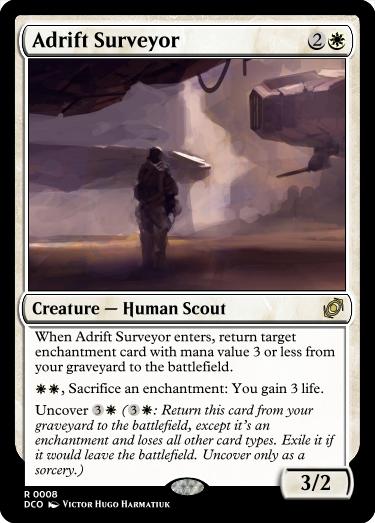 Adrift Surveyor 2
Creature — Human Scout
When Adrift Surveyor enters, return target
enchantment card with mana value 3 or less from
your graveyard to the battlefield.
, Sacrifice an enchantment: You gain 3 life.
Uncover 3 (3: Return this card from your
graveyard to the battlefield, except it's an
enchantment and loses all other card types. Exile it if
it would leave the battlefield. Uncover only as a
sorcery.)
3/2
R 0008
DCO Victor Hugo Harmatiuk